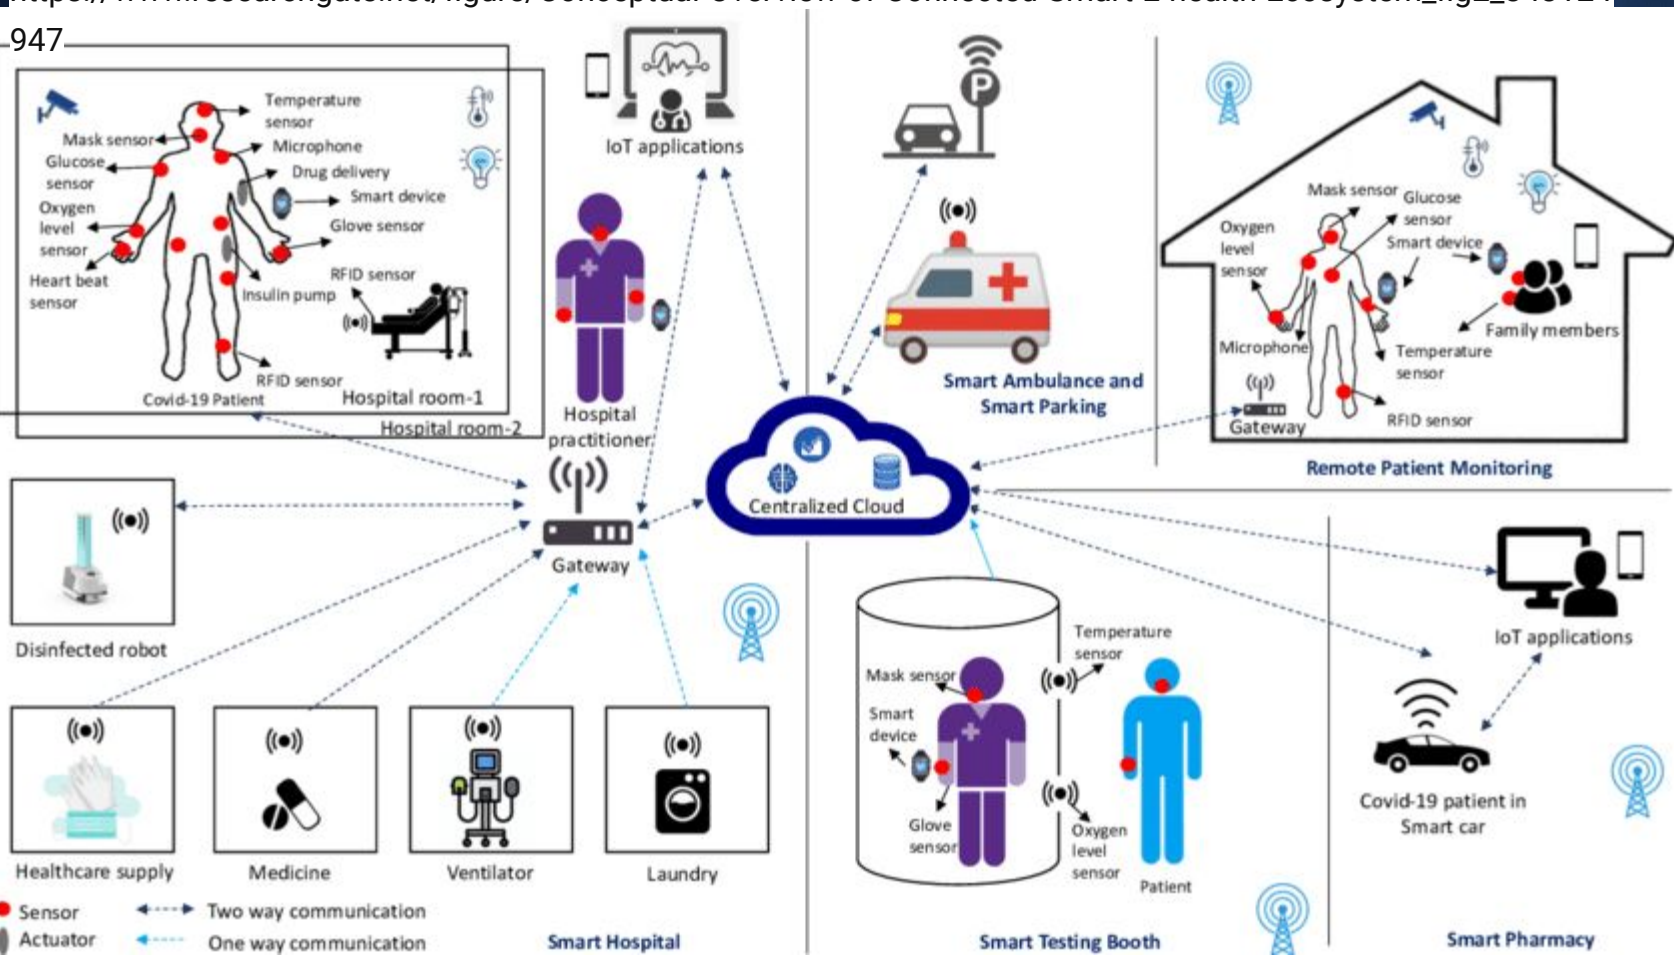 947
Temperature
sensor
Mask sensor
Microphone
Glucose
sensor
Drug delivery
Smart device
Oxygen
level
sensor
Glove sensor
Heart beat
sensor
RFID sensor
Insulin pump
RFID sensor
Covid-19 Patient
Hospital room-1
Hospital room-2
IoT applications
Hospital
practitioner
Gateway
Disinfected robot
Healthcare supply
Medicine
Ventilator
Laundry
Sensor
Actuator
Two way communication
One way communication
Smart Hospital
P
Smart Ambulance and
Smart Parking
Centralized Cloud
Mask sensor
Glucose
sensor
Oxygen
level
sensor
Smart device
Family members
Microphone
Temperature
sensor
RFID sensor
Gateway
Remote Patient Monitoring
Temperature
sensor
Mask sensor
Smart
device
Glove
sensor
Oxygen
level
sensor
Patient
Smart Testing Booth
IoT applications
Covid-19 patient in
Smart car
Smart Pharmacy